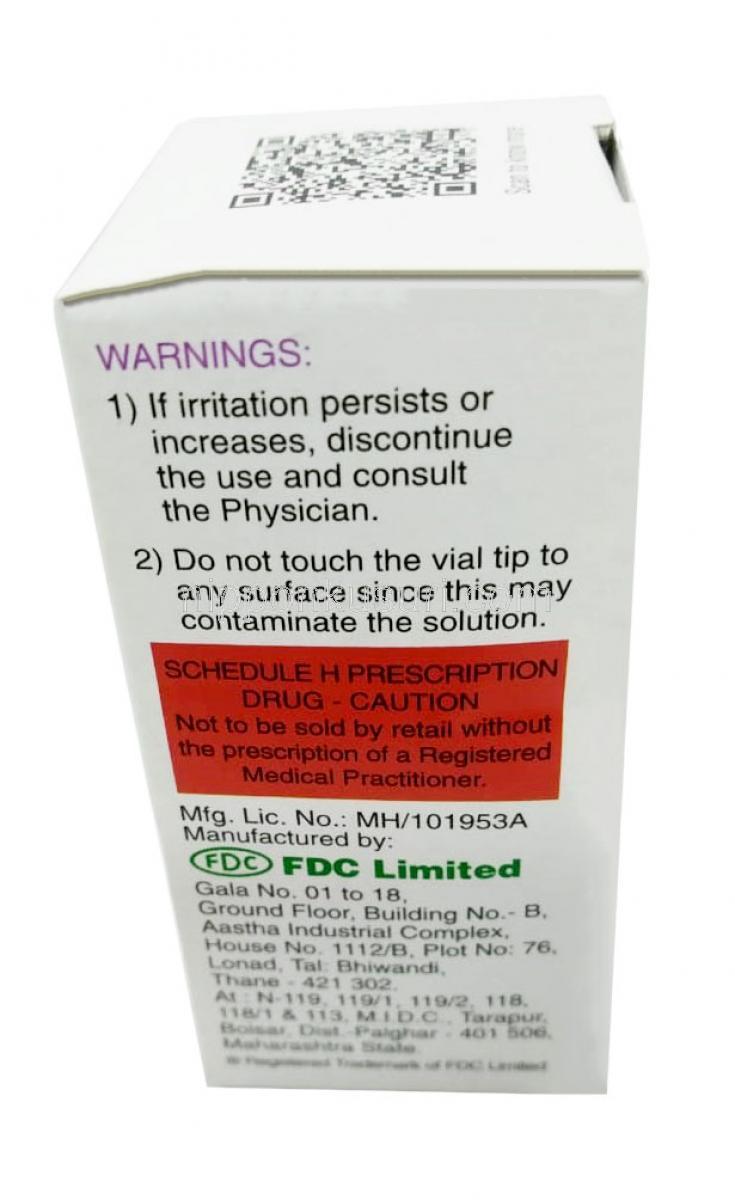 Scan to know more
WARNINGS:
1) If irritation persists or
increases, discontinue
the use and consult
the Physician.
2) Do not touch the vial tip to
any surface since this may
contaminate the solution.
SCHEDULE H PRESCRIPTION
DRUG - CAUTION
Not to be sold by retail without
the prescription of a Registered
Medical Practitioner.
Mfg. Lic. No.: MH/101953A
Manufactured by:
FDC FDC Limited
Gala No. 01 to 18,
Ground Floor, Building No.- B,
Aastha Industrial Complex,
House No. 1112/B, Plot No: 76,
Lonad, Tal: Bhiwandi,
Thane - 421 302.
At : N-119, 119/1, 119/2, 118,
118/1 & 113, M.I.D.C., Tarapur,
Boisar, Dist.-Palghar - 401 506,
Maharashtra State.
® Registered Trademark of FDC Limited